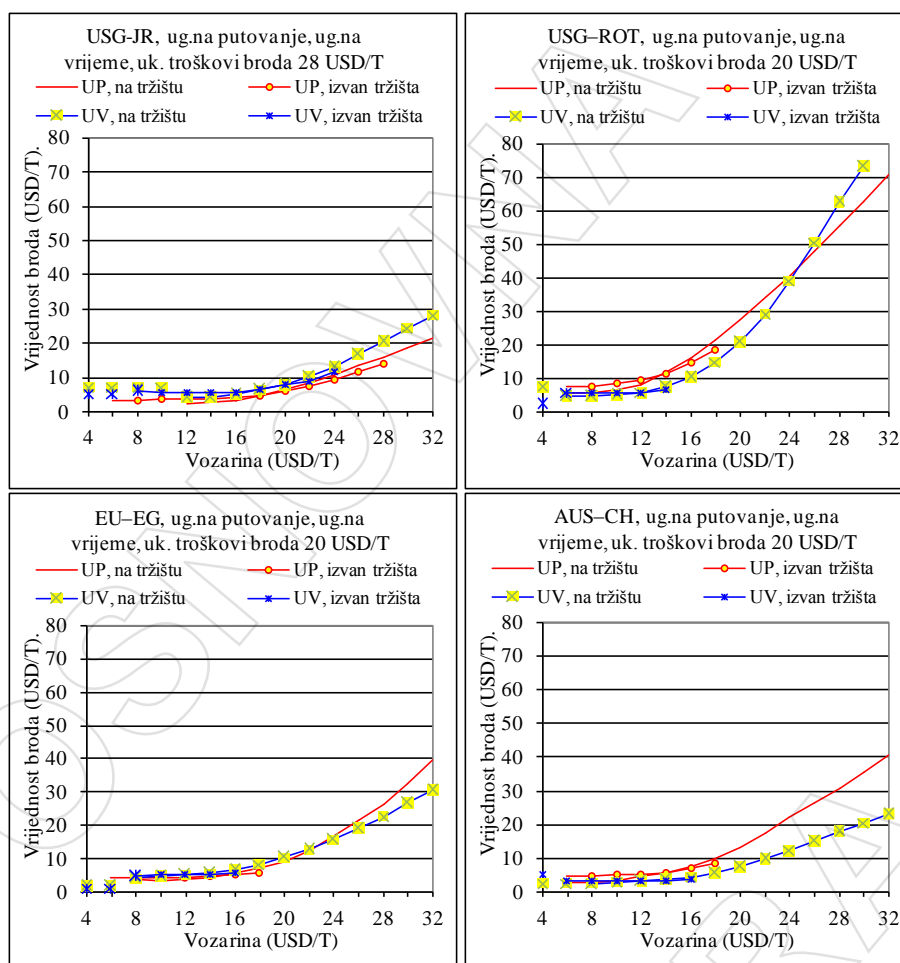 USG-JR, ug.na putovanje, ug.na
vrijeme, uk. troškovi broda 28 USD/T
UP, na tržištu
UP, izvan tržišta
UV, na tržištu
UV, izvan tržišta
Vrijednost broda (USD/T).
80
70
60
50
40
30
20
10
0
4 8 12 16 20 24 28 32
Vozarina (USD/T)
USG–ROT, ug.na putovanje, ug.na
vrijeme, uk. troškovi broda 20 USD/T
UP, na tržištu
UP, izvan tržišta
UV, na tržištu
UV, izvan tržišta
Vrijednost broda (USD/T).
80
70
60
50
40
30
20
10
0
4 8 12 16 20 24 28 32
Vozarina (USD/T)
EU–EG, ug.na putovanje, ug.na
vrijeme, uk. troškovi broda 20 USD/T
UP, na tržištu
UP, izvan tržišta
UV, na tržištu
UV, izvan tržišta
Vrijednost broda (USD/T).
80
70
60
50
40
30
20
10
0
4 8 12 16 20 24 28 32
Vozarina (USD/T)
AUS–CH, ug.na putovanje, ug.na
vrijeme, uk. troškovi broda 20 USD/T
UP, na tržištu
UP, izvan tržišta
UV, na tržištu
UV, izvan tržišta
Vrijednost broda (USD/T).
80
70
60
50
40
30
20
10
0
4 8 12 16 20 24 28 32
Vozarina (USD/T)
OSNOVNA
RA